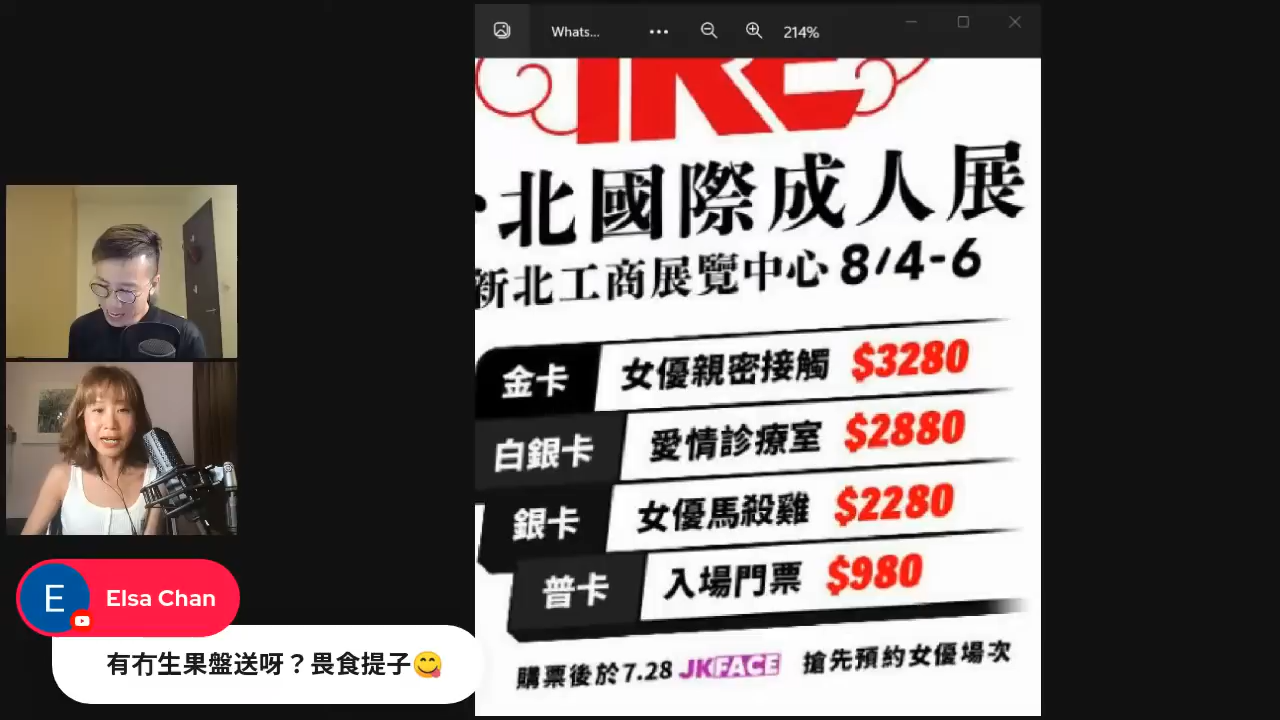 Whats...
214%
TRE
北國際成人展
新北工商展覽中心 8/4-6
金卡 女優親密接觸 $3280
白銀卡 愛情診療室 $2880
銀卡 女優馬殺雞 $2280
普卡 入場門票 $980
購票後於7.28 JKFACE 搶先預約女優場次
E Elsa Chan
有冇生果盤送呀？畏食提子😋